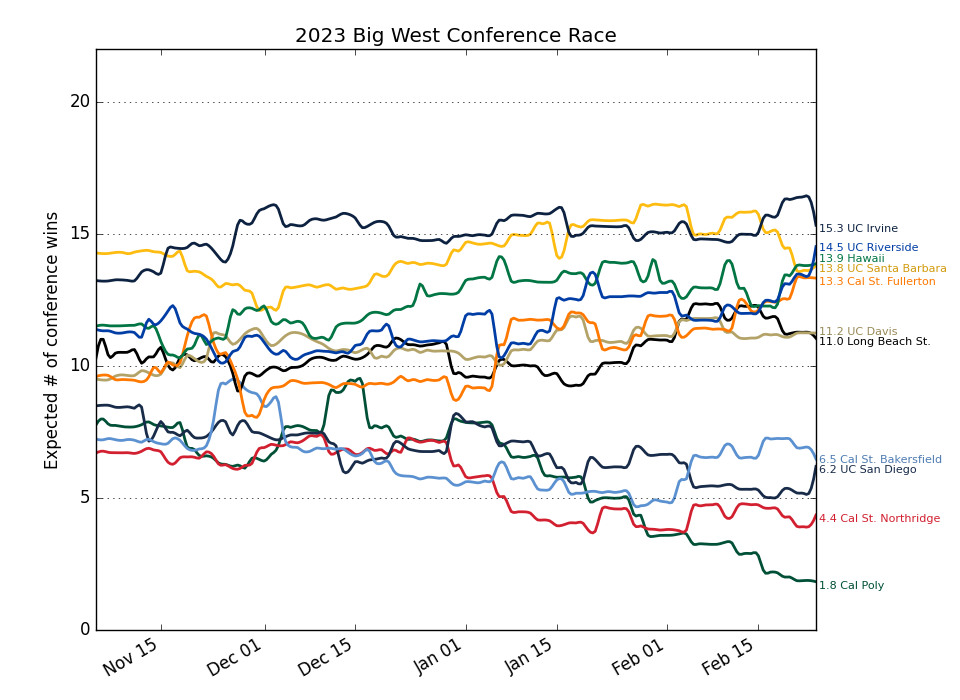 2023 Big West Conference Race
Expected # of conference wins
20
15
10
5
0
Nov 15
Dec 01
Dec 15
Jan 01
Jan 15
Feb 01
Feb 15
15.3 UC Irvine
14.5 UC Riverside
13.9 Hawaii
13.8 UC Santa Barbara
13.3 Cal St. Fullerton
11.2 UC Davis
11.0 Long Beach St.
6.5 Cal St. Bakersfield
6.2 UC San Diego
4.4 Cal St. Northridge
1.8 Cal Poly